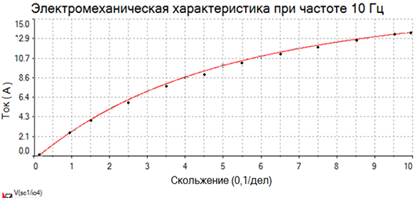 Электромеханическая характеристика при частоте 10 Гц
Ток ( А )
15.0
12.9
10.7
8.6
6.4
4.3
2.1
0.0
0 1 2 3 4 5 6 7 8 9 10
Скольжение (0,1/дел)
V(sc1/io4)